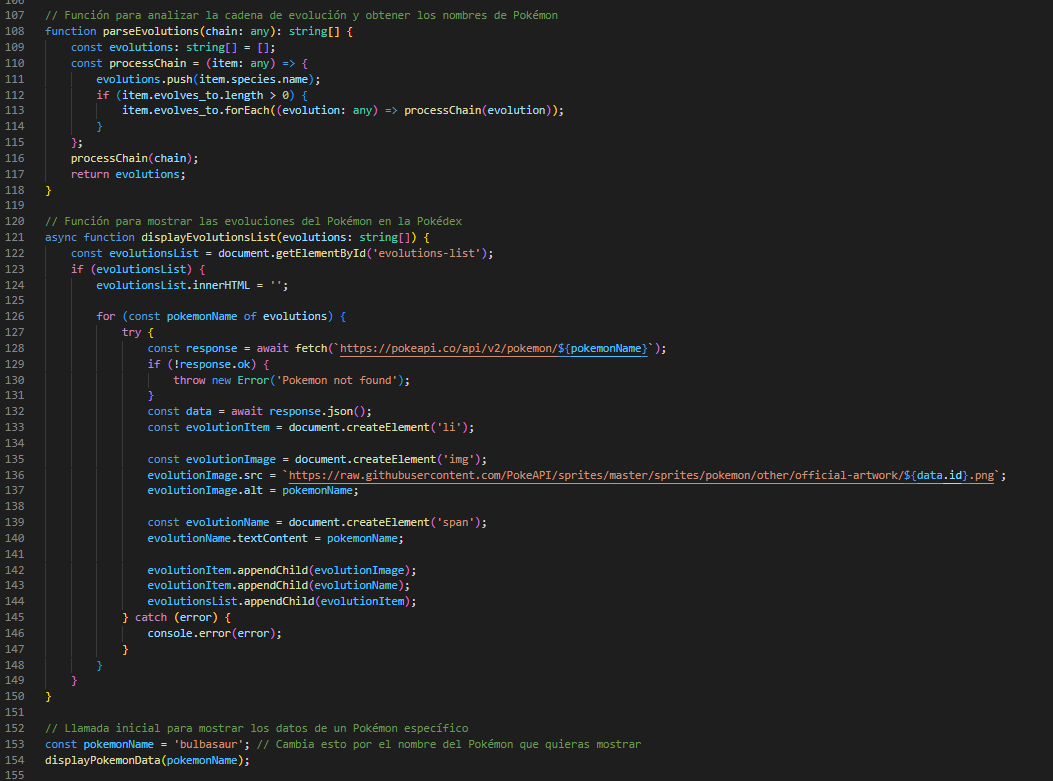 107 // Función para analizar la cadena de evolución y obtener los nombres de Pokémon
108 function parseEvolutions(chain: any): string[] {
109     const evolutions: string[] = [];
110     const processChain = (item: any) => {
111         evolutions.push(item.species.name);
112         if (item.evolves_to.length > 0) {
113             item.evolves_to.forEach((evolution: any) => processChain(evolution));
114         }
115     };
116     processChain(chain);
117     return evolutions;
118 }
119
120 // Función para mostrar las evoluciones del Pokémon en la Pokédex
121 async function displayEvolutionsList(evolutions: string[]) {
122     const evolutionsList = document.getElementById('evolutions-list');
123     if (evolutionsList) {
124         evolutionsList.innerHTML = '';
125
126         for (const pokemonName of evolutions) {
127             try {
128                 const response = await fetch(`https://pokeapi.co/api/v2/pokemon/${pokemonName}`);
129                 if (!response.ok) {
130                     throw new Error('Pokemon not found');
131                 }
132                 const data = await response.json();
133                 const evolutionItem = document.createElement('li');
134
135                 const evolutionImage = document.createElement('img');
136                 evolutionImage.src = `https://raw.githubusercontent.com/PokeAPI/sprites/master/sprites/pokemon/other/official-artwork/${data.id}.png`;
137                 evolutionImage.alt = pokemonName;
138
139                 const evolutionName = document.createElement('span');
140                 evolutionName.textContent = pokemonName;
141
142                 evolutionItem.appendChild(evolutionImage);
143                 evolutionItem.appendChild(evolutionName);
144                 evolutionsList.appendChild(evolutionItem);
145             } catch (error) {
146                 console.error(error);
147             }
148         }
149     }
150 }
151
152 // Llamada inicial para mostrar los datos de un Pokémon específico
153 const pokemonName = 'bulbasaur'; // Cambia esto por el nombre del Pokémon que quieras mostrar
154 displayPokemonData(pokemonName);
155